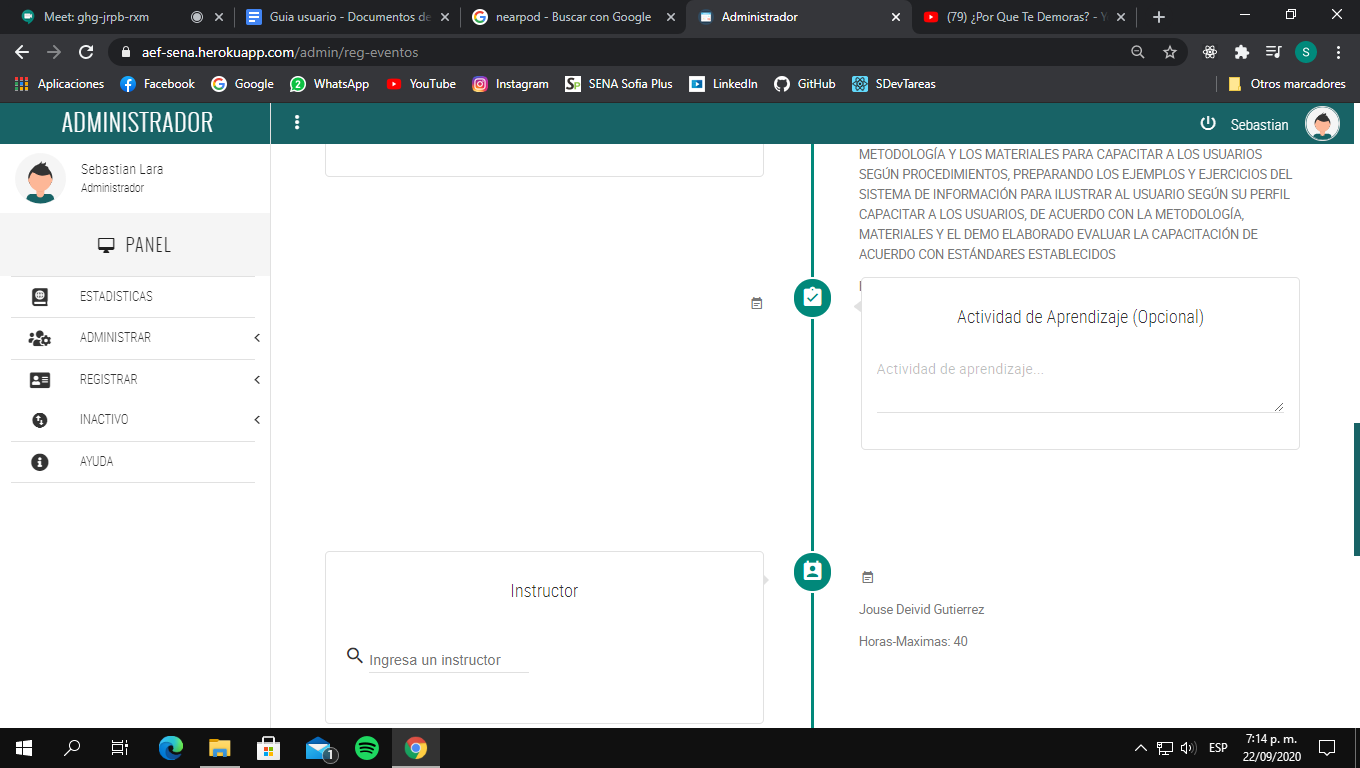 Meet: ghg-jrpb-rxm
Guia usuario - Documentos de
nearpod - Buscar con Google
Administrador
(79) ¿Por Que Te Demoras? - Y
aef-sena.herokuapp.com/admin/reg-eventos
S
Aplicaciones
Facebook
Google
WhatsApp
YouTube
Instagram
SENA Sofia Plus
LinkedIn
GitHub
SDevTareas
Otros marcadores
ADMINISTRADOR
Sebastian
Sebastian Lara
Administrador
PANEL
ESTADISTICAS
ADMINISTRAR
REGISTRAR
INACTIVO
AYUDA
METODOLOGÍA Y LOS MATERIALES PARA CAPACITAR A LOS USUARIOS
SEGÚN PROCEDIMIENTOS, PREPARANDO LOS EJEMPLOS Y EJERCICIOS DEL
SISTEMA DE INFORMACIÓN PARA ILUSTRAR AL USUARIO SEGÚN SU PERFIL
CAPACITAR A LOS USUARIOS, DE ACUERDO CON LA METODOLOGÍA,
MATERIALES Y EL DEMO ELABORADO EVALUAR LA CAPACITACIÓN DE
ACUERDO CON ESTÁNDARES ESTABLECIDOS
Actividad de Aprendizaje (Opcional)
Actividad de aprendizaje...
Instructor
Ingresa un instructor
Jouse Deivid Gutierrez
Horas-Maximas: 40
1
ESP
7:14 p. m.
22/09/2020